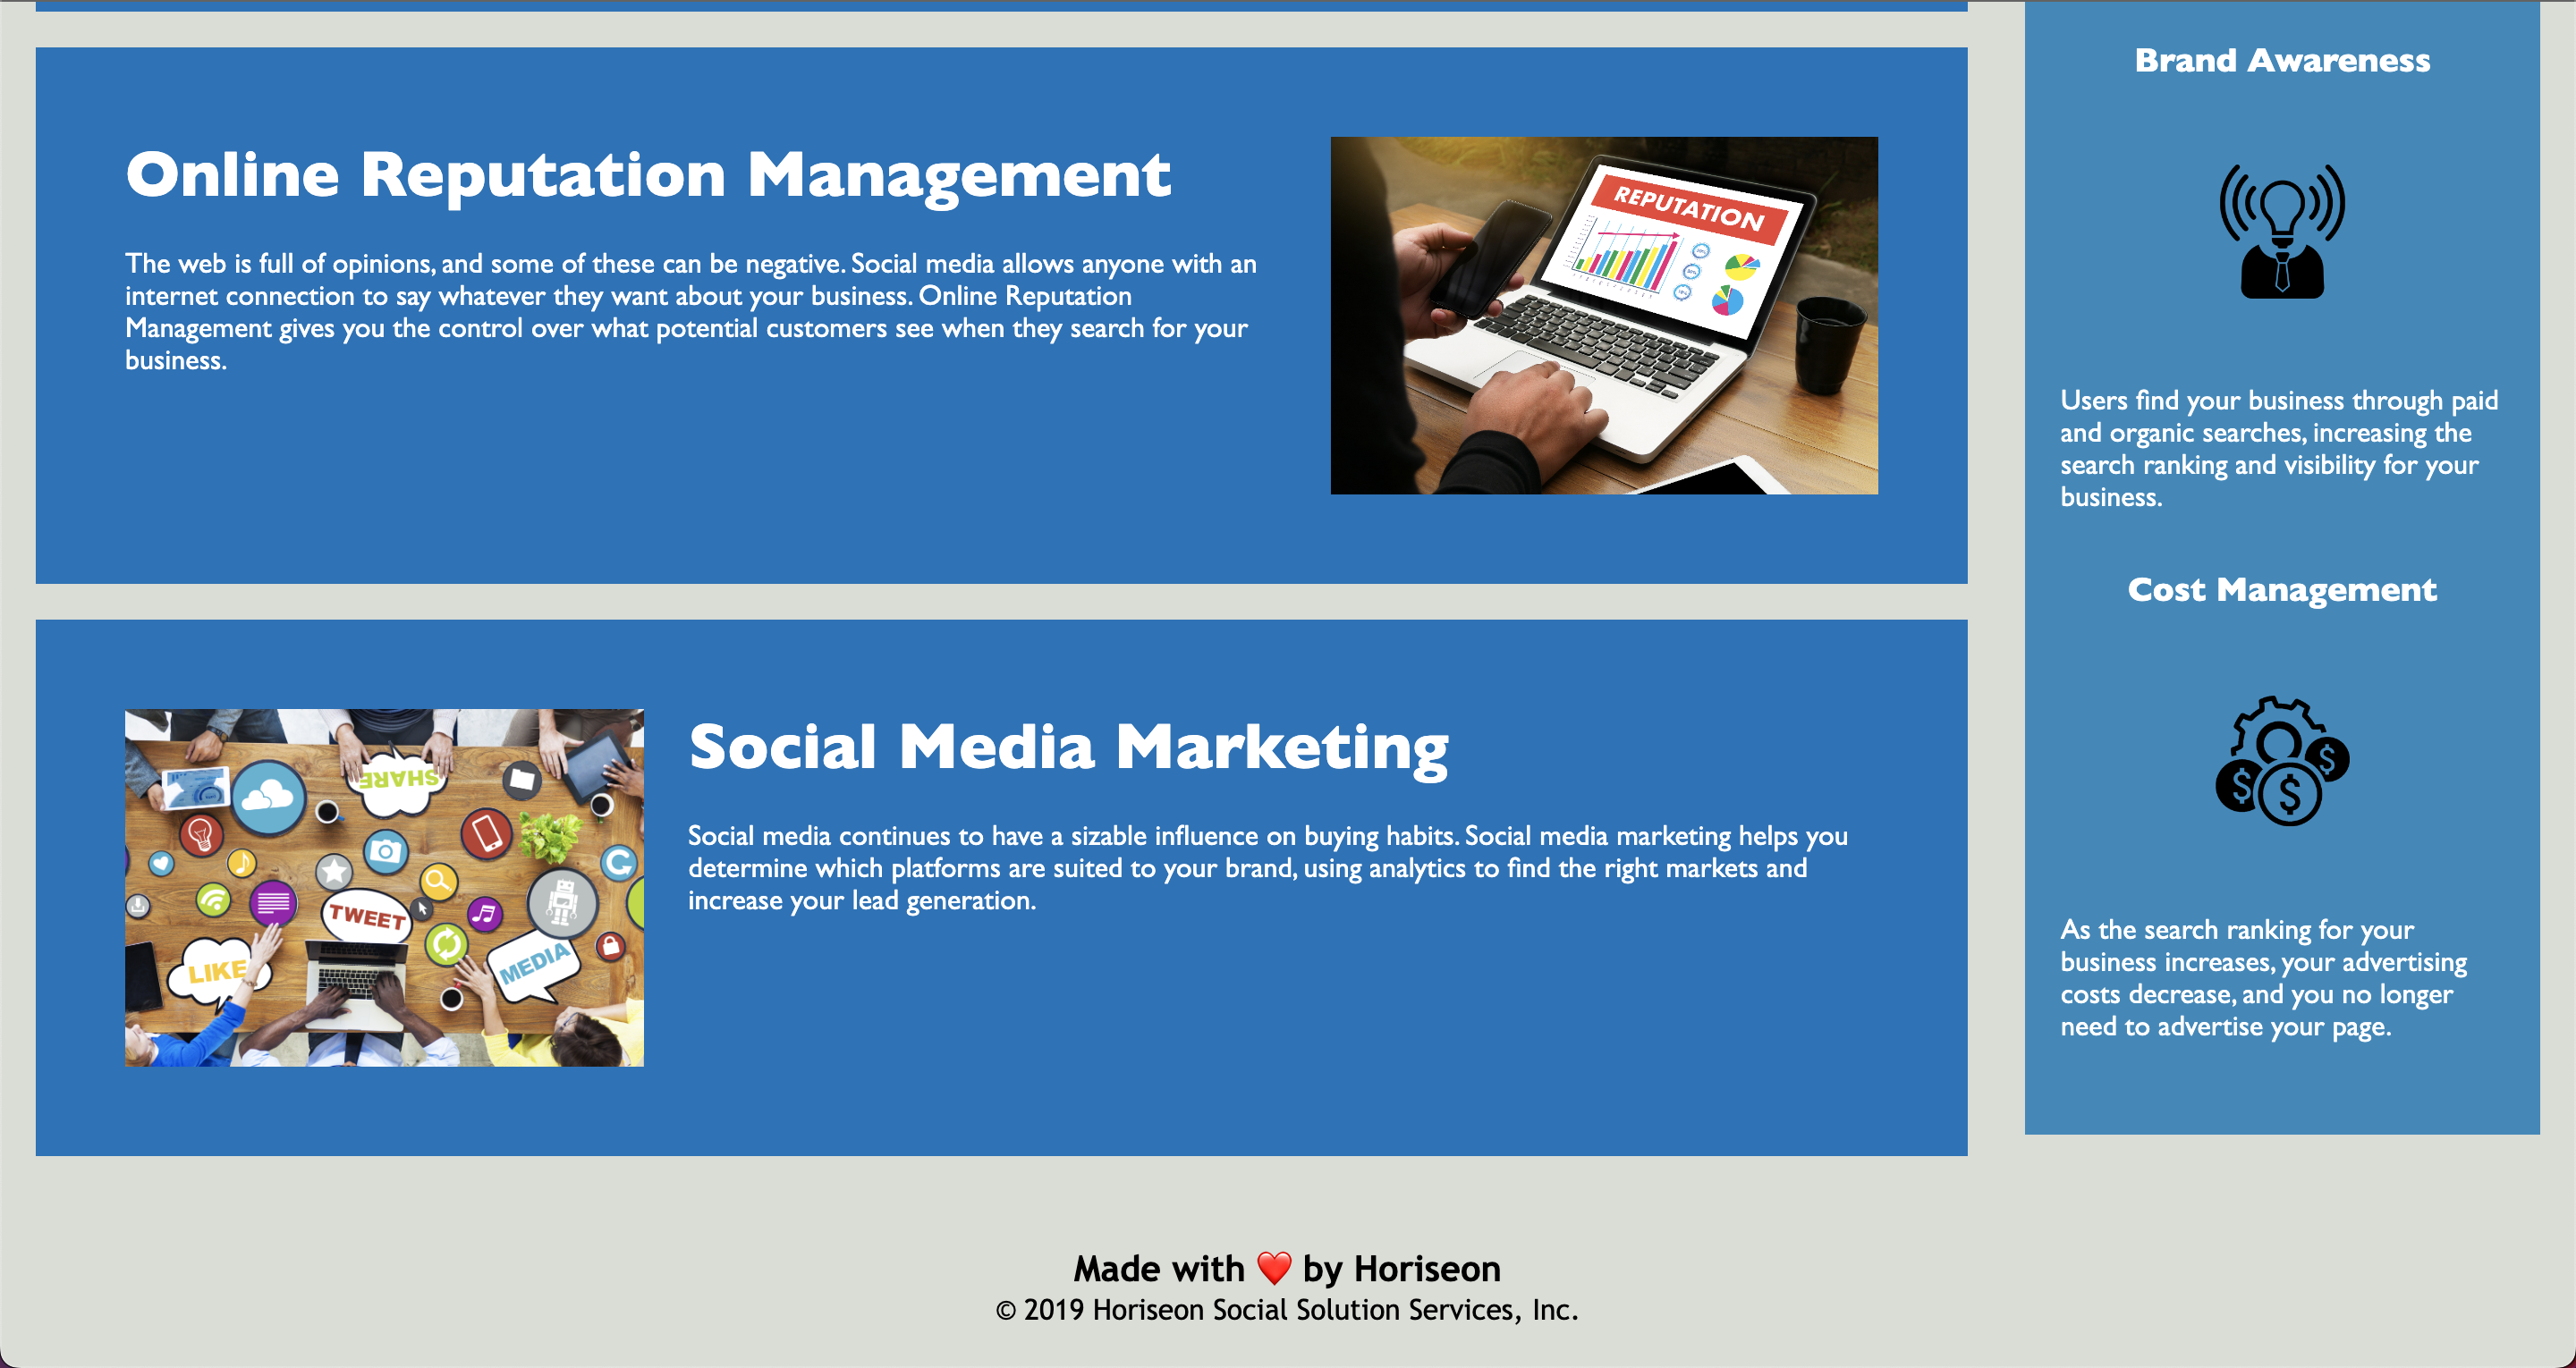 Online Reputation Management
The web is full of opinions, and some of these can be negative. Social media allows anyone with an
internet connection to say whatever they want about your business. Online Reputation
Management gives you the control over what potential customers see when they search for your
business.
REPUTATION
SHARE
TWEET
LIKE
MEDIA
Social Media Marketing
Social media continues to have a sizable influence on buying habits. Social media marketing helps you
determine which platforms are suited to your brand, using analytics to find the right markets and
increase your lead generation.
Brand Awareness
Users find your business through paid
and organic searches, increasing the
search ranking and visibility for your
business.
Cost Management
$ $ $
As the search ranking for your
business increases, your advertising
costs decrease, and you no longer
need to advertise your page.
Made with ❤️ by Horiseon
© 2019 Horiseon Social Solution Services, Inc.